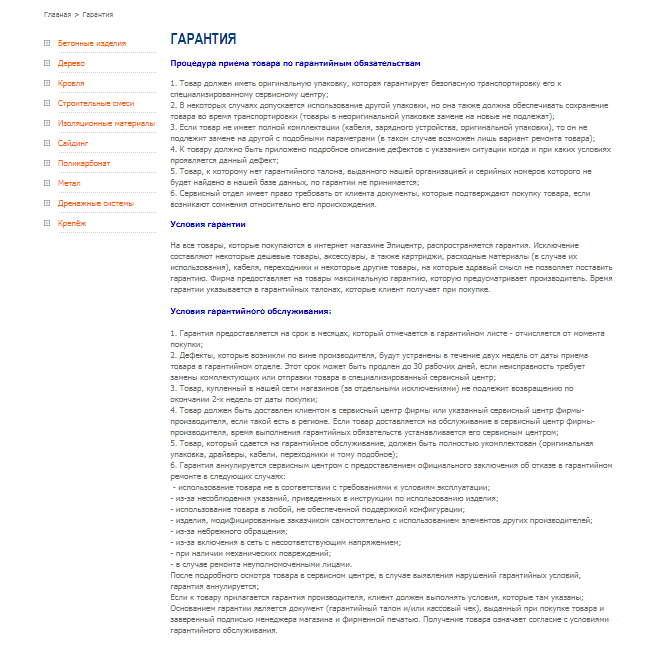 Главная > Гарантия
Бетонные изделия
Дерево
Кровля
Строительные смеси
Изоляционные материалы
Сайдинг
Поликарбонат
Метал
Дренажные системы
Крепёж
ГАРАНТИЯ
Процедура приема товара по гарантийным обязательствам
1. Товар должен иметь оригинальную упаковку, которая гарантирует безопасную транспортировку его к
специализированному сервисному центру;
2. В некоторых случаях допускается использование другой упаковки, но она также должна обеспечивать сохранение
товара во время транспортировки (товары в неоригинальной упаковке замене на новые не подлежат);
3. Если товар не имеет полной комплектации (кабеля, зарядного устройства, оригинальной упаковки), то он не
подлежит замене на другой с подобными параметрами (в таком случае возможен лишь вариант ремонта товара);
4. К товару должно быть приложено подробное описание дефектов с указанием ситуации когда и при каких условиях
проявляется данный дефект;
5. Товар, к которому нет гарантийного талона, выданного нашей организацией и серийных номеров которого не
будет найдено в нашей базе данных, по гарантии не принимается;
6. Сервисный отдел имеет право требовать от клиента документы, которые подтверждают покупку товара, если
возникают сомнения относительно его происхождения.
Условия гарантии
На все товары, которые покупаются в интернет магазине Эпицентр, распространяется гарантия. Исключение
составляют некоторые дешевые товары, аксессуары, а также картриджи, расходные материалы (в случае их
использования), кабеля, переходники и некоторые другие товары, на которые здравый смысл не позволяет поставить
гарантию. Фирма предоставляет на товары максимальную гарантию, которую предусматривает производитель. Время
гарантии указывается в гарантийных талонах, которые клиент получает при покупке.
Условия гарантийного обслуживания:
1. Гарантия предоставляется на срок в месяцах, который отмечается в гарантийном листе - отчисляется от момента
покупки;
2. Дефекты, которые возникли по вине производителя, будут устранены в течение двух недель от даты приема
товара в гарантийном отделе. Этот срок может быть продлен до 30 рабочих дней, если неисправность требует
замены комплектующих или отправки товара в специализированный сервисный центр;
3. Товар, купленный в нашей сети магазинов (за отдельными исключениями) не подлежит возвращению по
окончании 2-х недель от даты покупки;
4. Товар должен быть доставлен клиентом в сервисный центр фирмы или указанный сервисный центр фирмы-
производителя, если такой есть в регионе. Если товар доставляется на обслуживание в сервисный центр фирмы-
производителя, время выполнения гарантийных обязательств устанавливается его сервисным центром;
5. Товар, который сдается на гарантийное обслуживание, должен быть полностью укомплектован (оригинальная
упаковка, драйверы, кабели, переходники и тому подобное);
6. Гарантия аннулируется сервисным центром с предоставлением официального заключения об отказе в гарантийном
ремонте в следующих случаях:
- использование товара не в соответствии с требованиями к условиям эксплуатации;
- из-за несоблюдения указаний, приведенных в инструкции по использованию изделия;
- использование товара в любой, не обеспеченной поддержкой конфигурации;
- изделия, модифицированные заказчиком самостоятельно с использованием элементов других производителей;
- из-за небрежного обращения;
- из-за включения в сеть с несоответствующим напряжением;
- при наличии механических повреждений;
- в случае ремонта неуполномоченными лицами.
После подробного осмотра товара в сервисном центре, в случае выявления нарушений гарантийных условий,
гарантия аннулируется;
Если к товару прилагается гарантия производителя, клиент должен выполнять условия, которые там указаны;
Основанием гарантии является документ (гарантийный талон и/или кассовый чек), выданный при покупке товара и
заверенный подписью менеджера магазина и фирменной печатью. Получение товара означает согласие с условиями
гарантийного обслуживания.